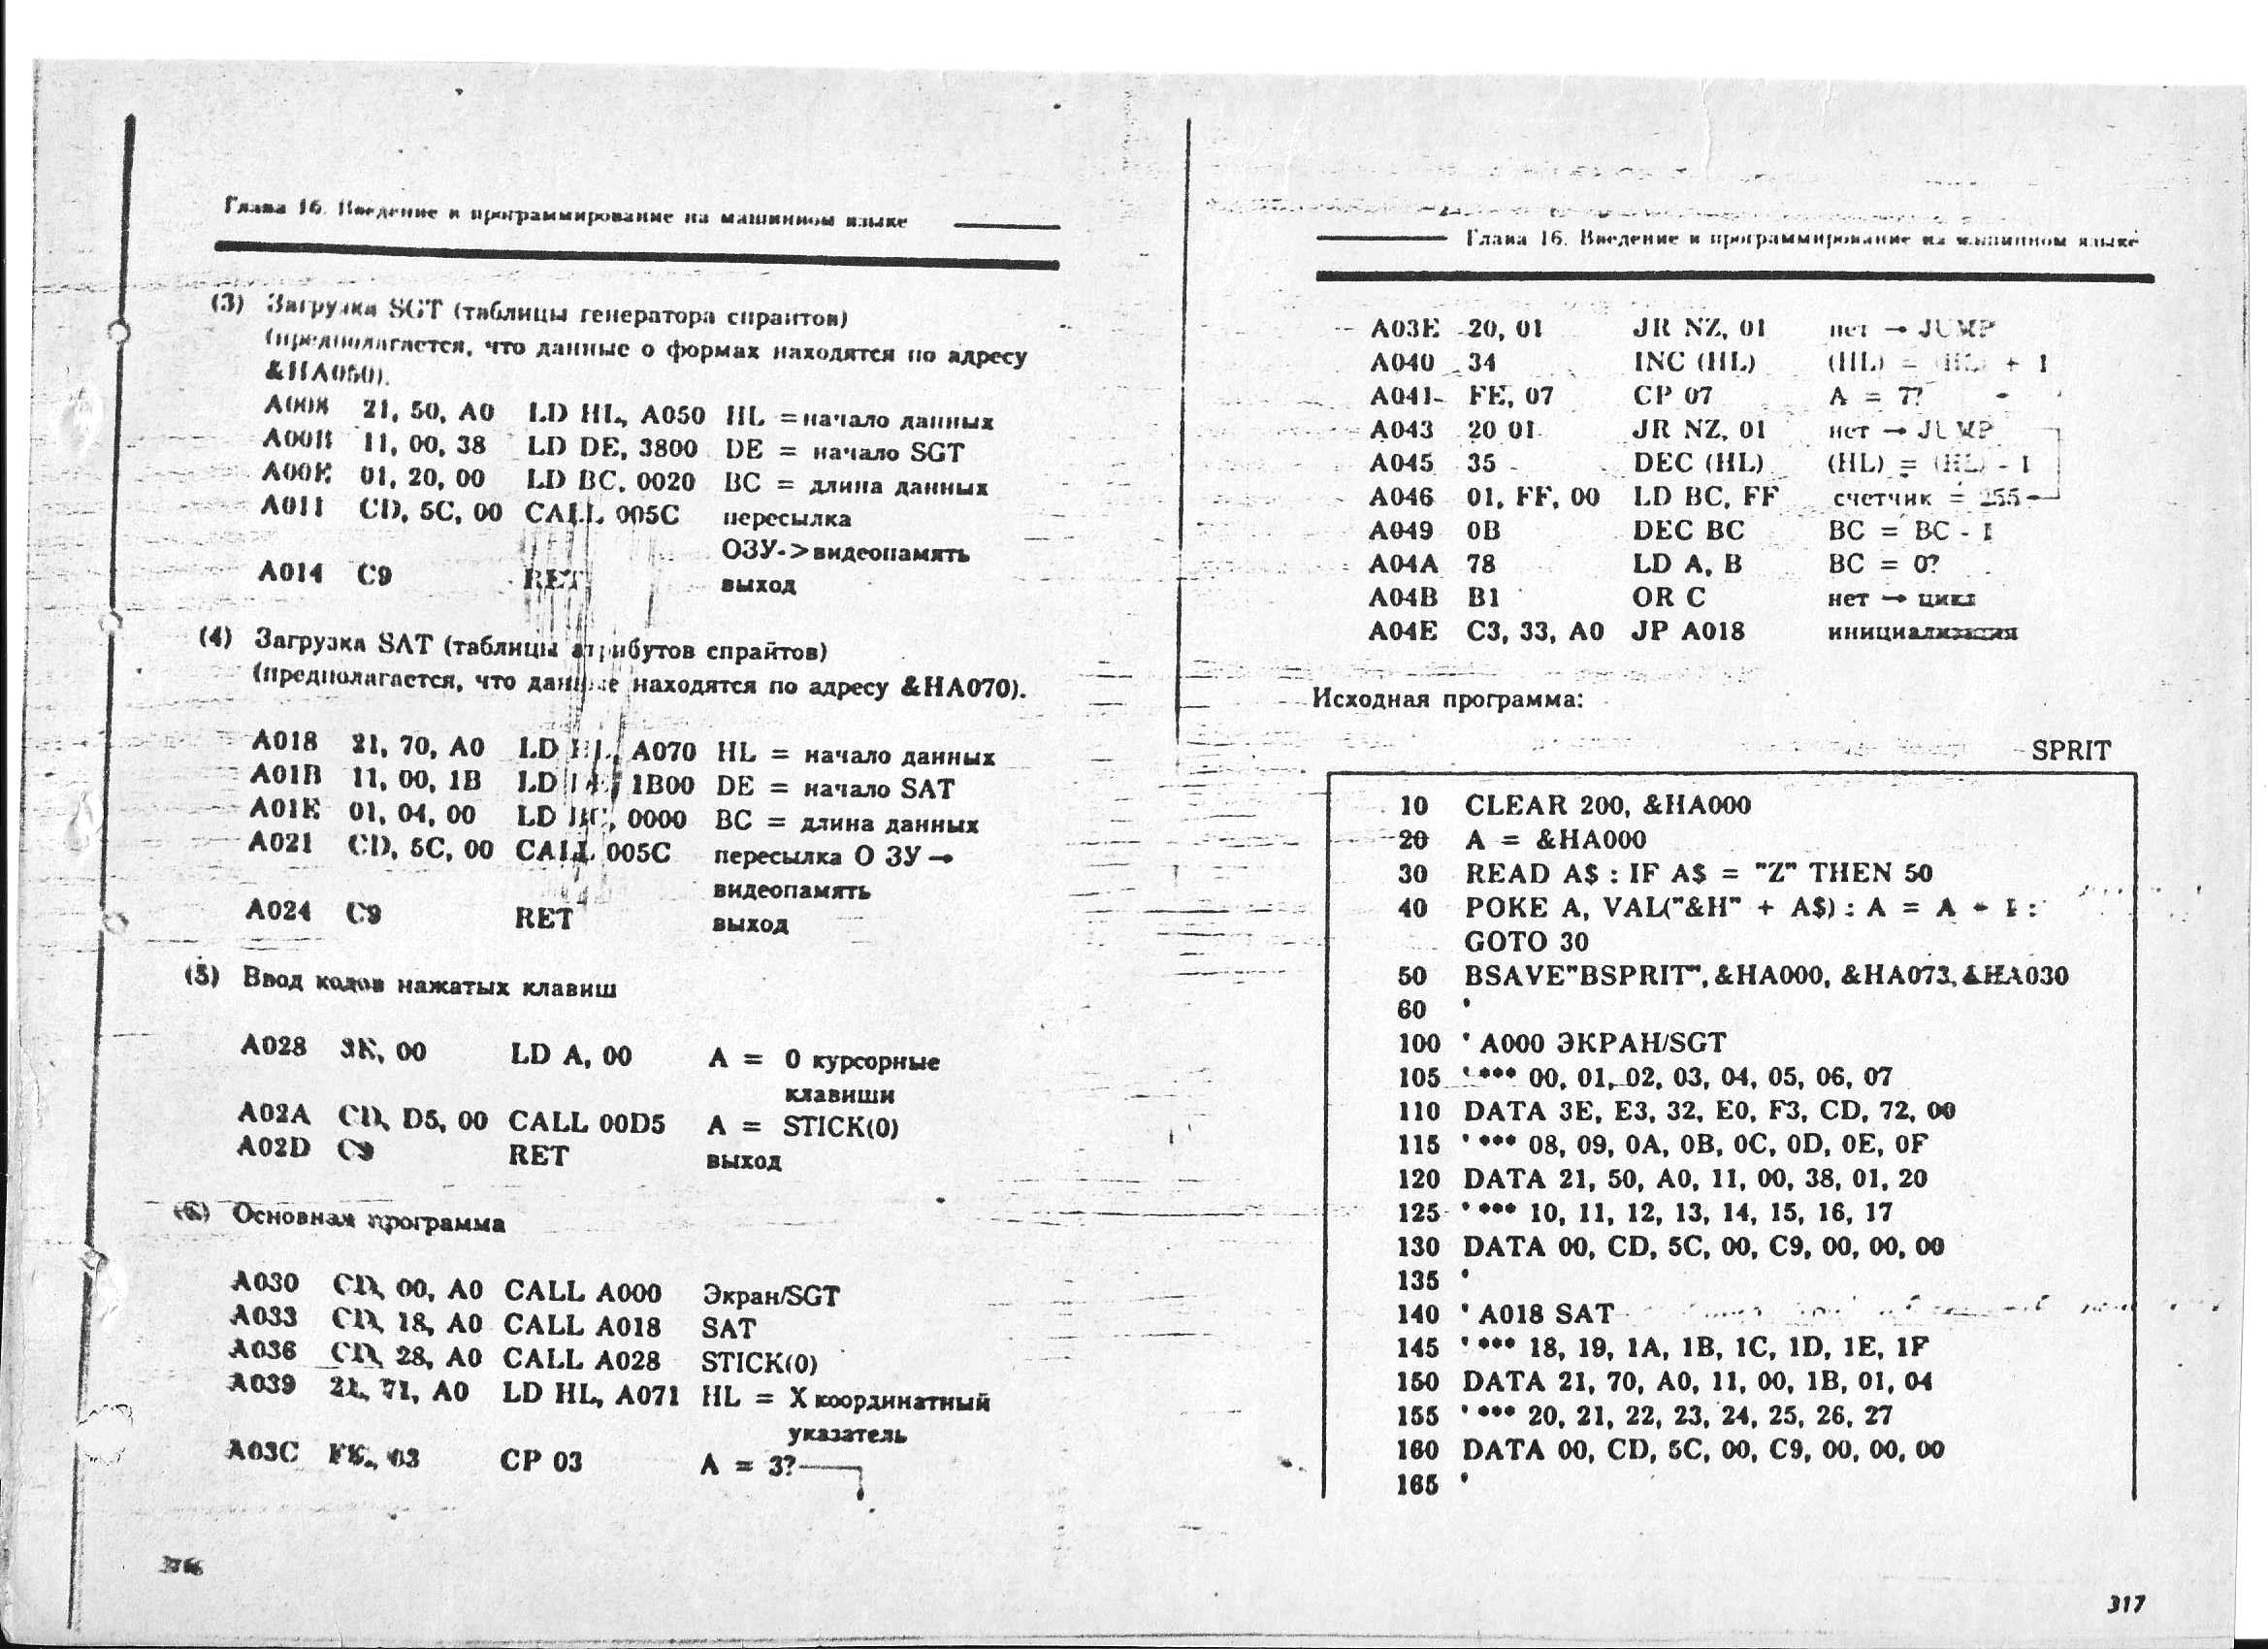 Глава 16. Введение и программирование на машинном языке
(3) Загрузка SGT (таблицы генератора спрайтов)
(предполагается, что данные о формах находятся по адресу
&HA050).
A008 21, 50, A0 LD HL, A050 HL = начало данных
A00B 11, 00, 38 LD DE, 3800 DE = начало SGT
A00E 01, 20, 00 LD BC, 0020 BC = длина данных
A011 CD, 5C, 00 CALL 005C пересылка
ОЗУ->видеопамять
A014 C9 RET выход
(4) Загрузка SAT (таблицы атрибутов спрайтов)
(предполагается, что данные находятся по адресу &HA070).
A018 21, 70, A0 LD HL, A070 HL = начало данных
A01B 11, 00, 1B LD DE, 1B00 DE = начало SAT
A01E 01, 04, 00 LD BC, 0000 BC = длина данных
A021 CD, 5C, 00 CALL 005C пересылка О ЗУ →
видеопамять
A024 C9 RET выход
(5) Ввод кодов нажатых клавиш
A028 3E, 00 LD A, 00 A = 0 курсорные
клавиши
A02A CD, D5, 00 CALL 00D5 A = STICK(0)
A02D C9 RET выход
(6) Основная программа
A030 CD, 00, A0 CALL A000 Экран/SGT
A033 CD, 18, A0 CALL A018 SAT
A036 CD, 28, A0 CALL A028 STICK(0)
A039 21, 71, A0 LD HL, A071 HL = X координатный
указатель
A03C FE, 03 CP 03 A = 3?
Глава 16. Введение и программирование на машинном языке
A03E 20, 01 JR NZ, 01 нет → JUMP
A040 34 INC (HL) (HL) = (HL) + 1
A041 FE, 07 CP 07 A = 7?
A043 20 01 JR NZ, 01 нет → JUMP
A045 35 DEC (HL) (HL) = (HL) - 1
A046 01, FF, 00 LD BC, FF счетчик = 255
A049 0B DEC BC BC = BC - 1
A04A 78 LD A, B BC = 0?
A04B B1 OR C нет → цикл
A04E C3, 33, A0 JP A018 инициализация
Исходная программа:
SPRIT
10 CLEAR 200, &HA000
20 A = &HA000
30 READ A$ : IF A$ = "Z" THEN 50
40 POKE A, VAL("&H" + A$) : A = A + 1 :
GOTO 30
50 BSAVE"BSPRIT", &HA000, &HA073, &HA030
60 '
100 ' A000 ЭКРАН/SGT
105 ' *** 00, 01, 02, 03, 04, 05, 06, 07
110 DATA 3E, E3, 32, E0, F3, CD, 72, 00
115 ' *** 08, 09, 0A, 0B, 0C, 0D, 0E, 0F
120 DATA 21, 50, A0, 11, 00, 38, 01, 20
125 ' *** 10, 11, 12, 13, 14, 15, 16, 17
130 DATA 00, CD, 5C, 00, C9, 00, 00, 00
135 '
140 ' A018 SAT
145 ' *** 18, 19, 1A, 1B, 1C, 1D, 1E, 1F
150 DATA 21, 70, A0, 11, 00, 1B, 01, 04
155 ' *** 20, 21, 22, 23, 24, 25, 26, 27
160 DATA 00, CD, 5C, 00, C9, 00, 00, 00
165 '
317